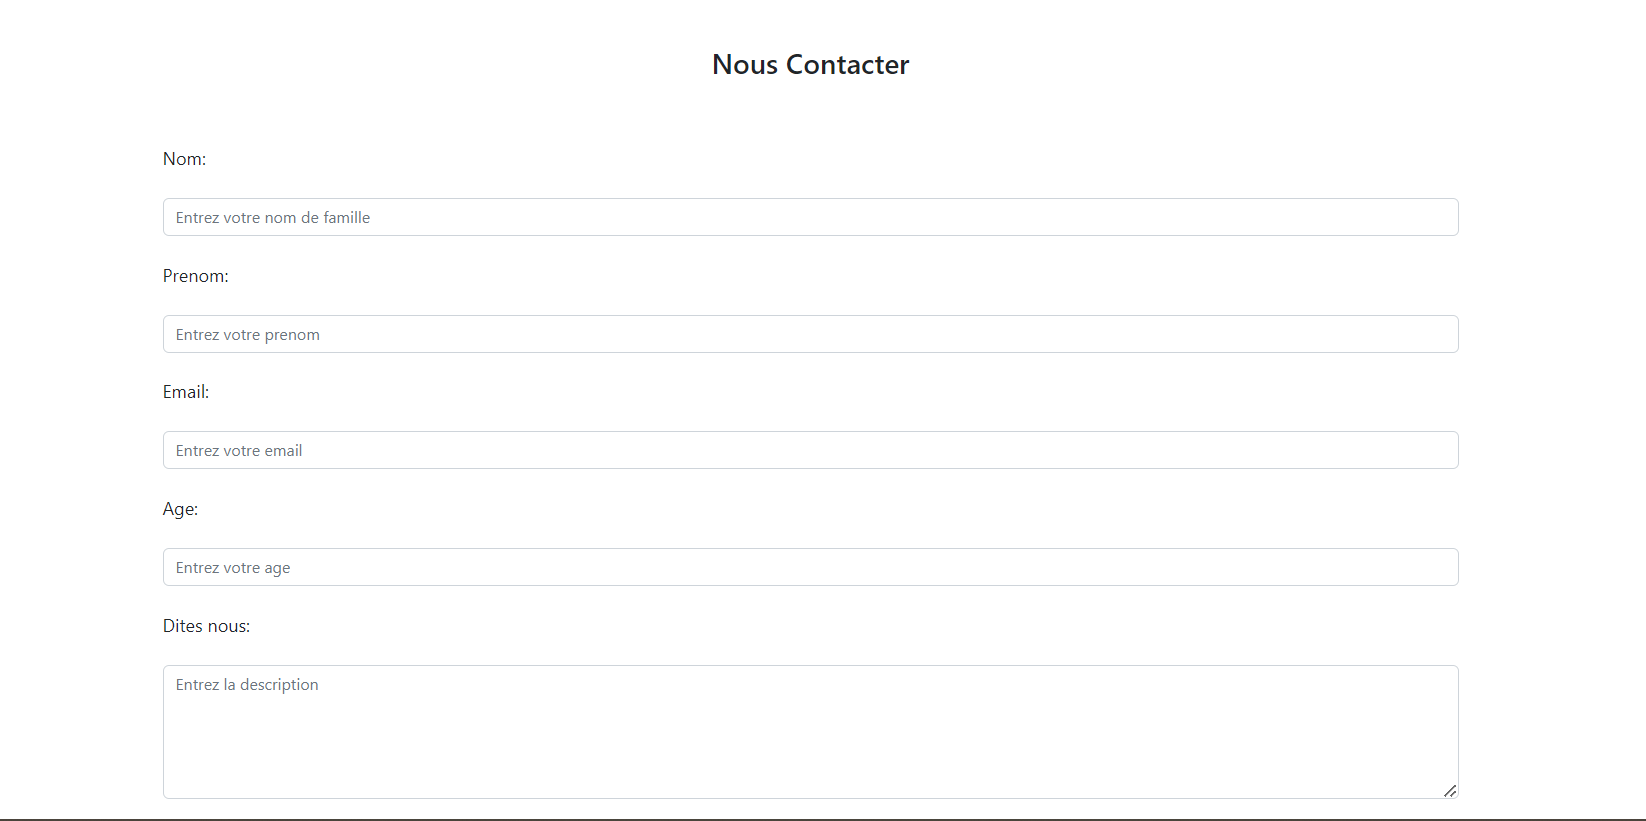 Nous Contacter
Nom:
Entrez votre nom de famille
Prenom:
Entrez votre prenom
Email:
Entrez votre email
Age:
Entrez votre age
Dites nous:
Entrez la description